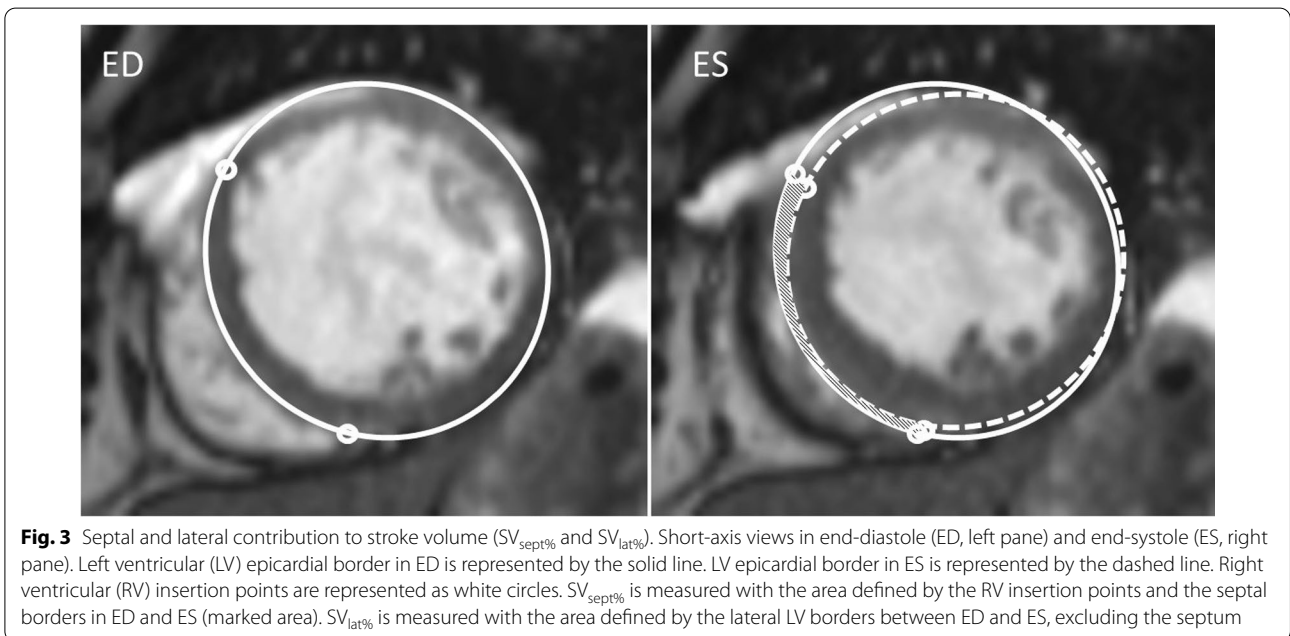 ED
ES
Fig. 3 Septal and lateral contribution to stroke volume (SVsept% and SVlat%). Short-axis views in end-diastole (ED, left pane) and end-systole (ES, right
pane). Left ventricular (LV) epicardial border in ED is represented by the solid line. LV epicardial border in ES is represented by the dashed line. Right
ventricular (RV) insertion points are represented as white circles. SVsept% is measured with the area defined by the RV insertion points and the septal
borders in ED and ES (marked area). SVlat% is measured with the area defined by the lateral LV borders between ED and ES, excluding the septum